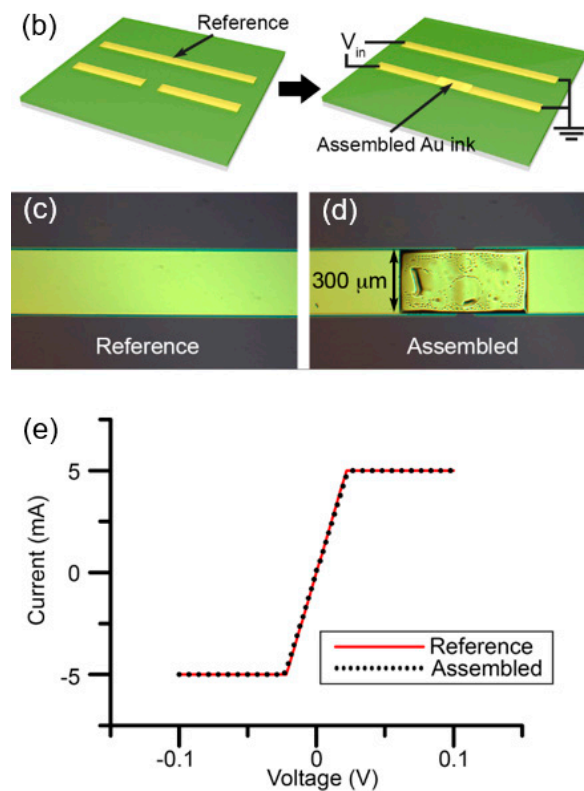 (b)
Reference
V_in
Assembled Au ink
(c)
Reference
(d)
300 μm
Assembled
(e)
Current (mA)
5
0
-5
Reference
Assembled
-0.1
0
0.1
Voltage (V)